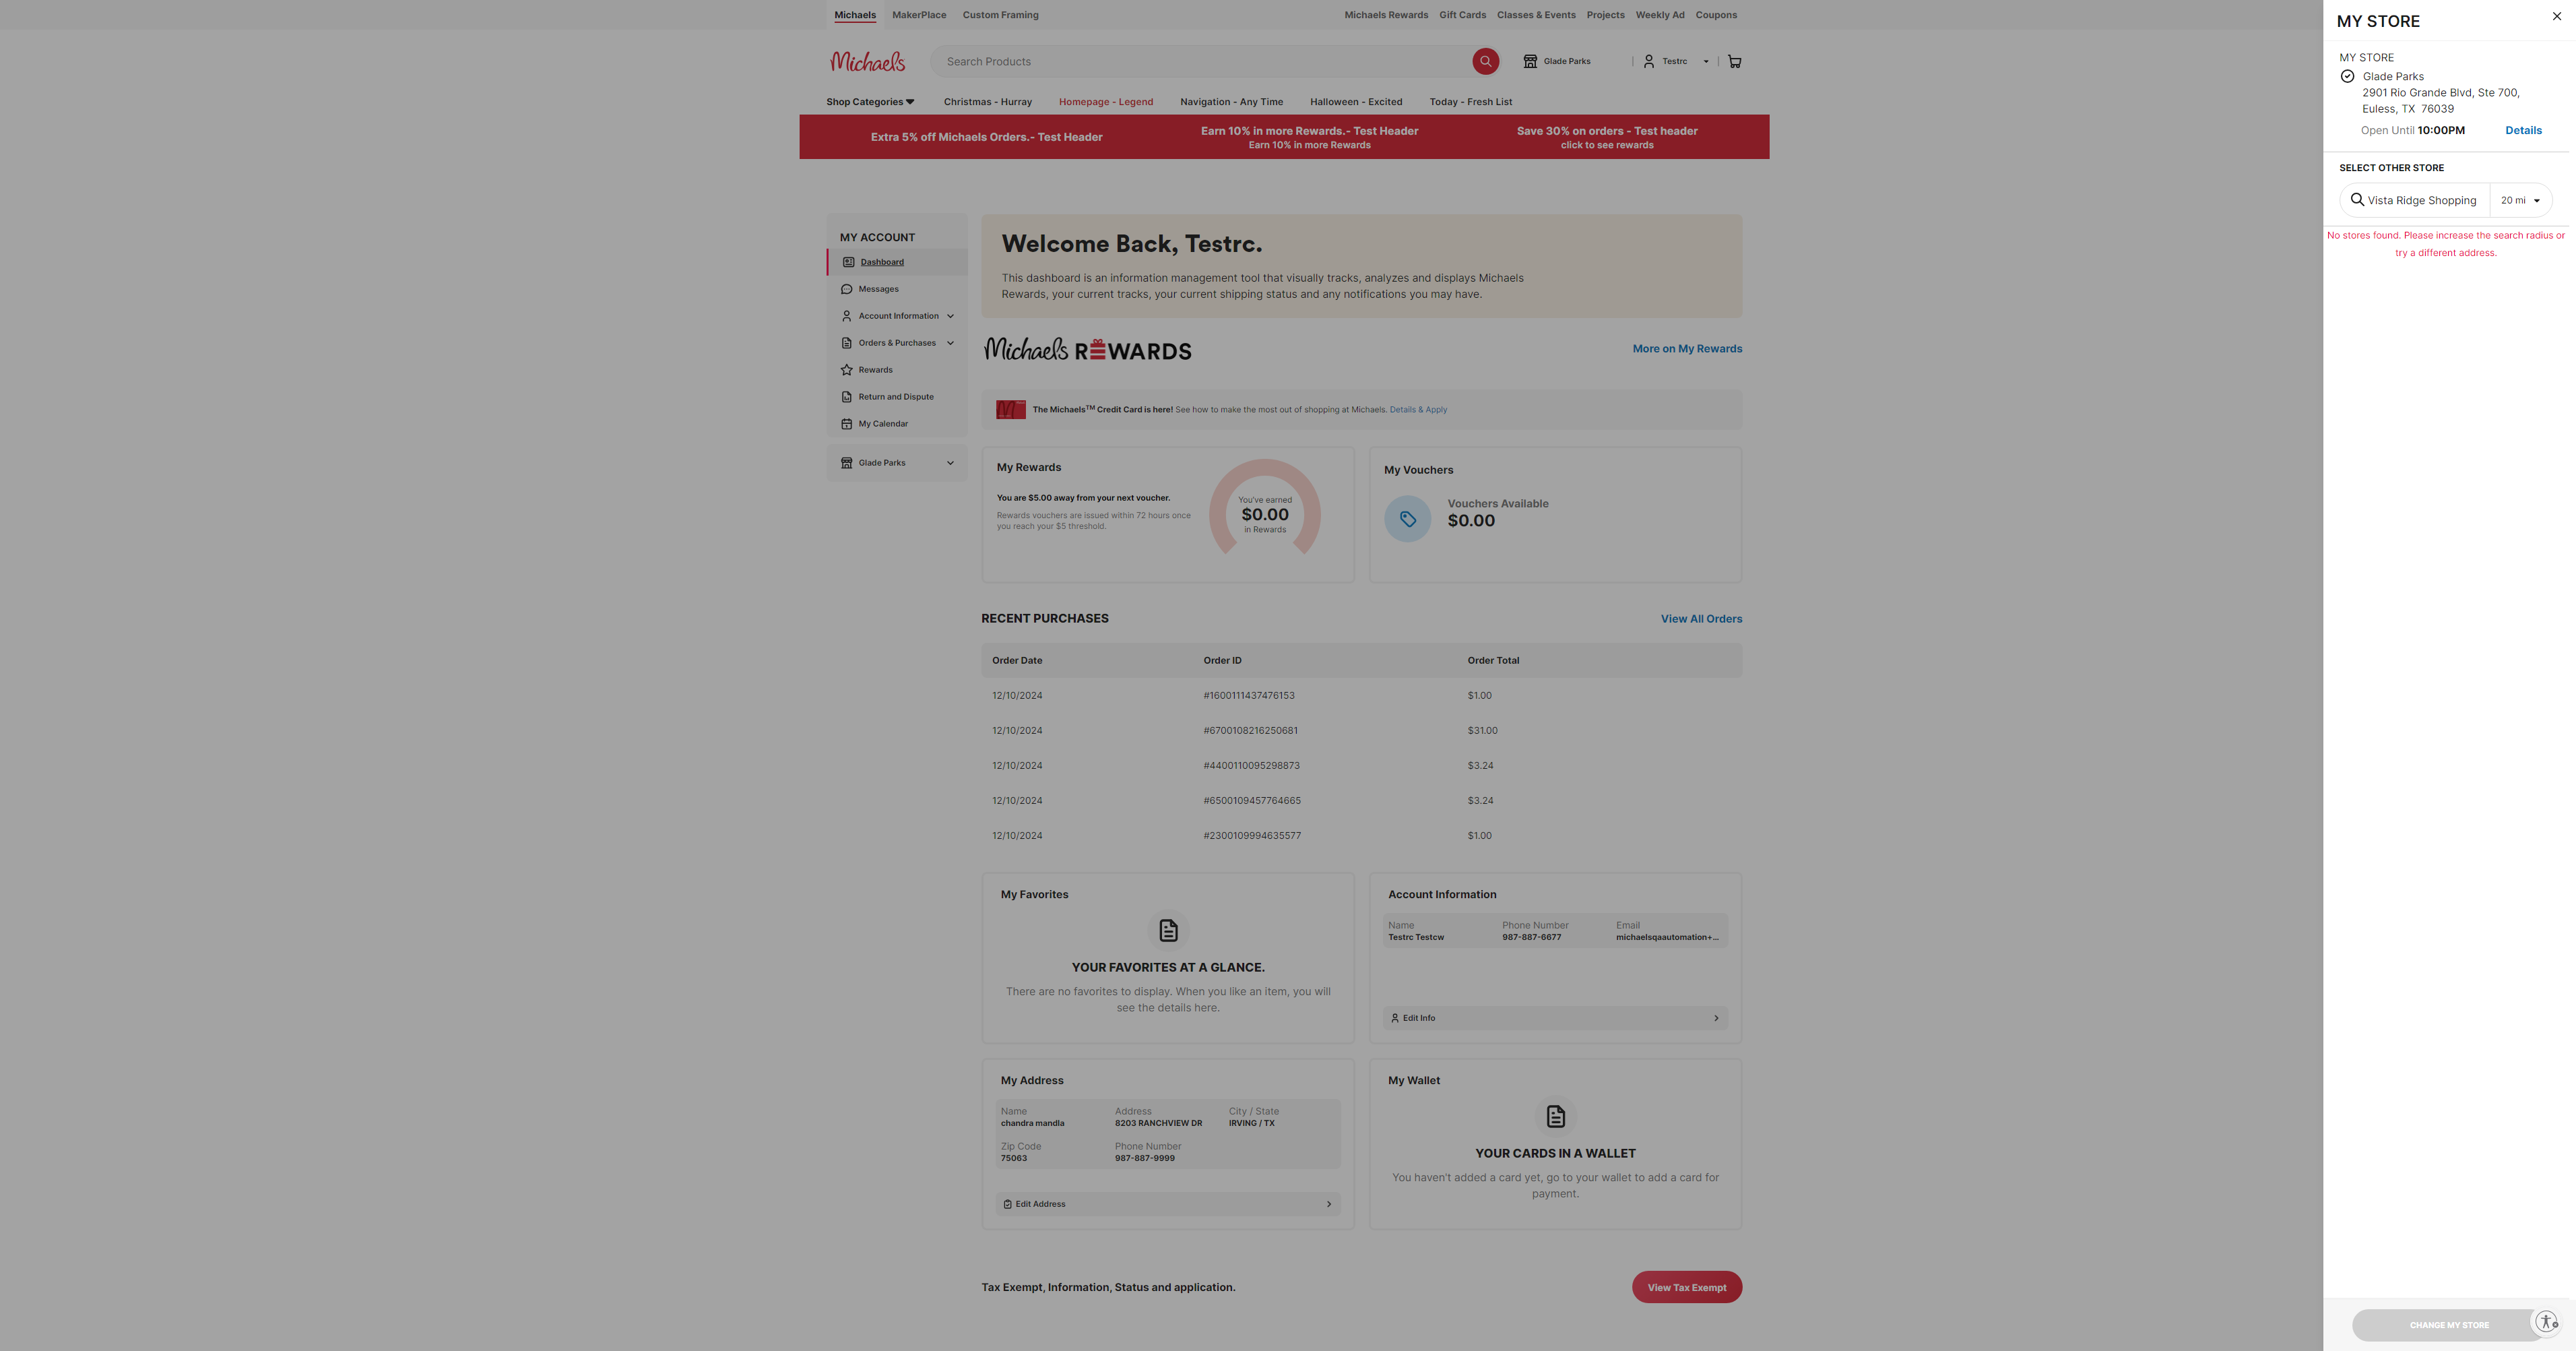 Michaels MakerPlace Custom Framing
Michaels Rewards Gift Cards Classes & Events Projects Weekly Ad Coupons
Michaels
Search Products
Glade Parks
Testrc
Shop Categories Christmas - Hurray Homepage - Legend Navigation - Any Time Halloween - Excited Today - Fresh List
Extra 5% off Michaels Orders.- Test Header
Earn 10% in more Rewards.- Test Header
Earn 10% in more Rewards
Save 30% on orders - Test header
click to see rewards
MY ACCOUNT
Dashboard
Messages
Account Information
Orders & Purchases
Rewards
Return and Dispute
My Calendar
Glade Parks
Welcome Back, Testrc.
This dashboard is an information management tool that visually tracks, analyzes and displays Michaels
Rewards, your current tracks, your current shipping status and any notifications you may have.
Michaels REWARDS
More on My Rewards
The Michaels™ Credit Card is here! See how to make the most out of shopping at Michaels. Details & Apply
My Rewards
You are $5.00 away from your next voucher.
Rewards vouchers are issued within 72 hours once
you reach your $5 threshold.
You've earned
$0.00
in Rewards
My Vouchers
Vouchers Available
$0.00
RECENT PURCHASES
View All Orders
Order Date Order ID Order Total
12/10/2024 #1600111437476153 $1.00
12/10/2024 #6700108216250681 $31.00
12/10/2024 #4400110095298873 $3.24
12/10/2024 #6500109457764665 $3.24
12/10/2024 #2300109994635577 $1.00
My Favorites
YOUR FAVORITES AT A GLANCE.
There are no favorites to display. When you like an item, you will
see the details here.
Account Information
Name Phone Number Email
Testrc Testcw 987-887-6677 michaelsqaautomation+...
Edit Info
My Address
Name Address City / State
chandra mandla 8203 RANCHVIEW DR IRVING / TX
Zip Code Phone Number
75063 987-887-9999
Edit Address
My Wallet
YOUR CARDS IN A WALLET
You haven't added a card yet, go to your wallet to add a card for
payment.
Tax Exempt, Information, Status and application.
View Tax Exempt
MY STORE
MY STORE
Glade Parks
2901 Rio Grande Blvd, Ste 700,
Euless, TX 76039
Open Until 10:00PM
Details
SELECT OTHER STORE
Vista Ridge Shopping
20 mi
No stores found. Please increase the search radius or
try a different address.
CHANGE MY STORE